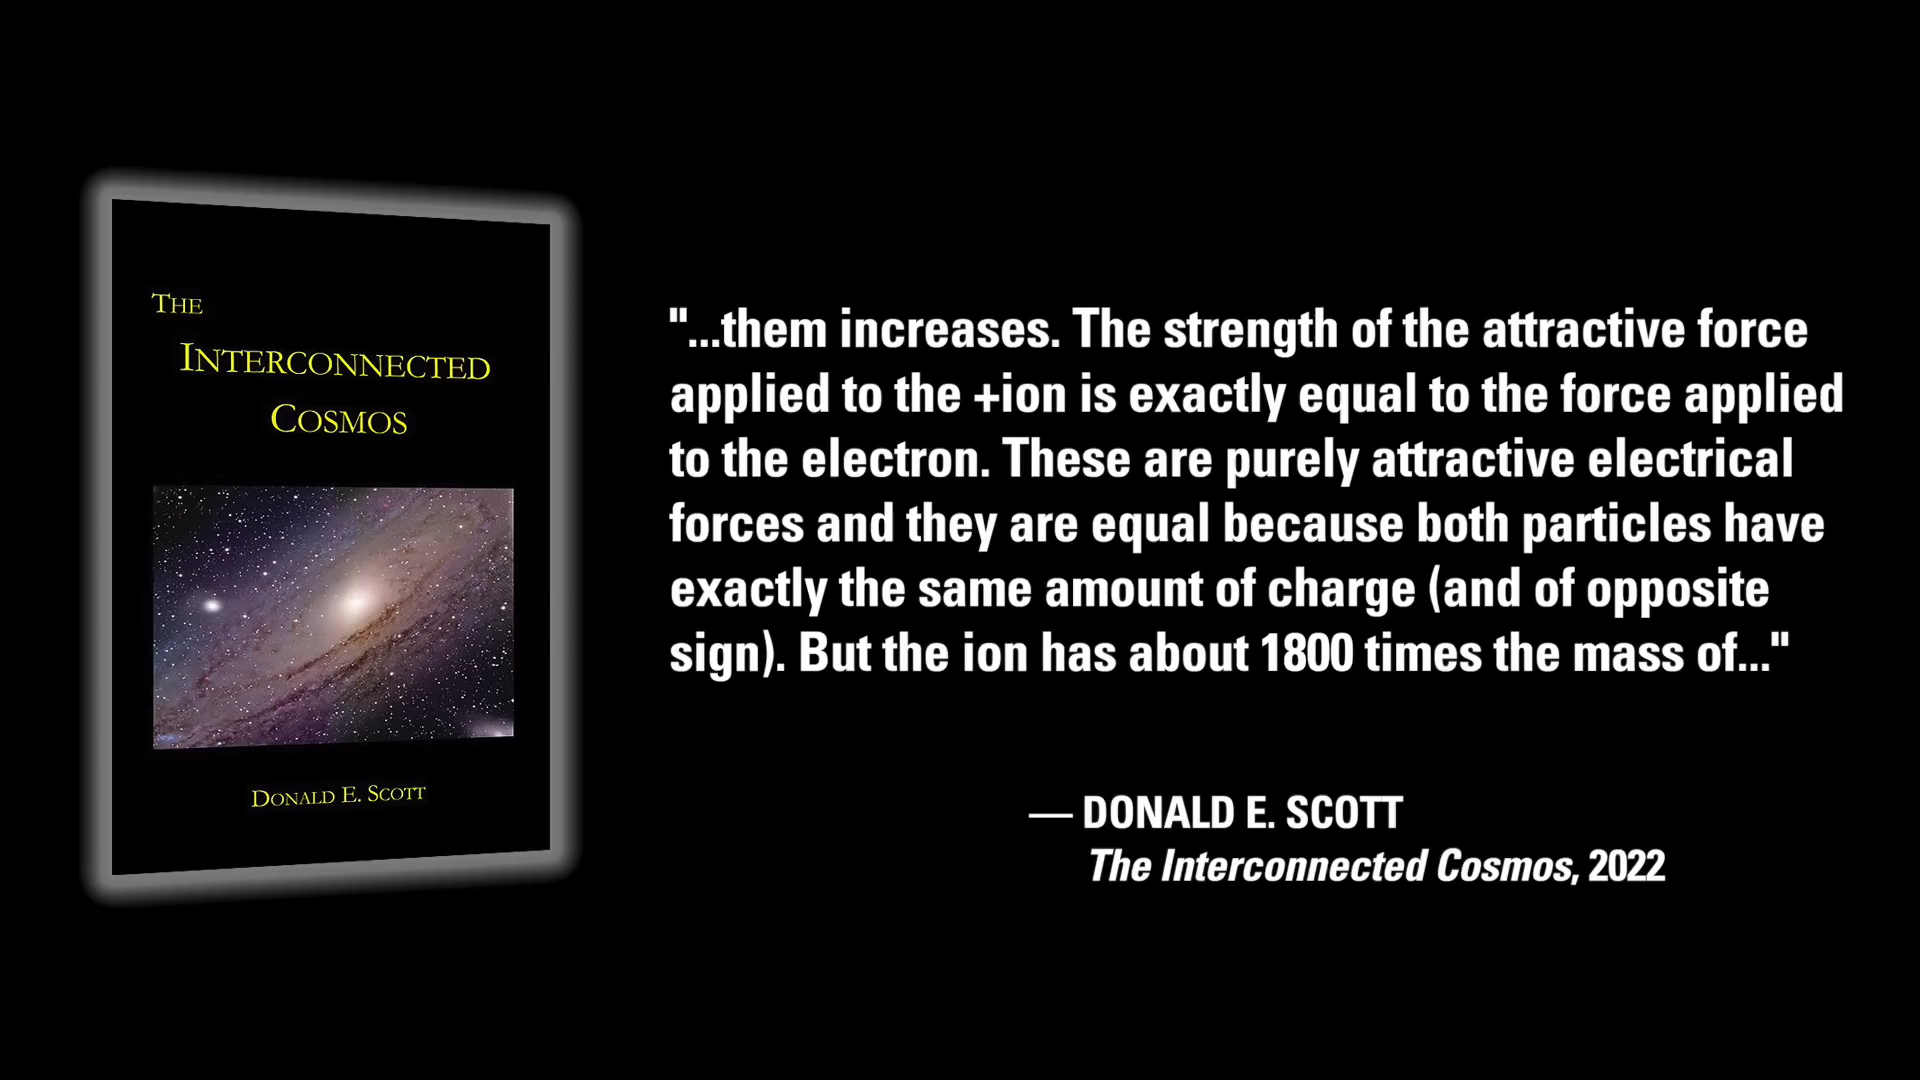 THE
INTERCONNECTED
COSMOS
DONALD E. SCOTT
"...them increases. The strength of the attractive force
applied to the +ion is exactly equal to the force applied
to the electron. These are purely attractive electrical
forces and they are equal because both particles have
exactly the same amount of charge (and of opposite
sign). But the ion has about 1800 times the mass of..."
— DONALD E. SCOTT
The Interconnected Cosmos, 2022